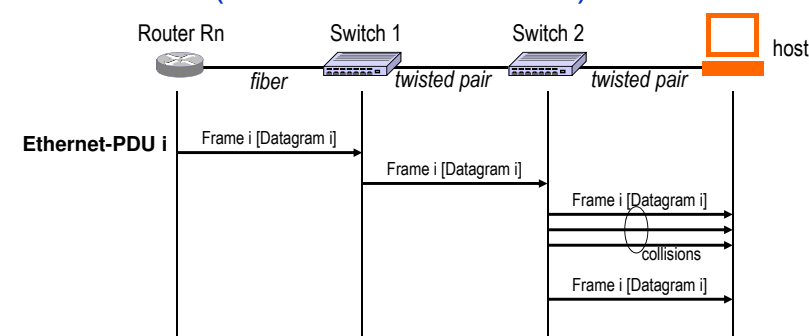 Router Rn
Switch 1
Switch 2
host
fiber
twisted pair
twisted pair
Ethernet-PDU i
Frame i [Datagram i]
Frame i [Datagram i]
Frame i [Datagram i]
collisions
Frame i [Datagram i]